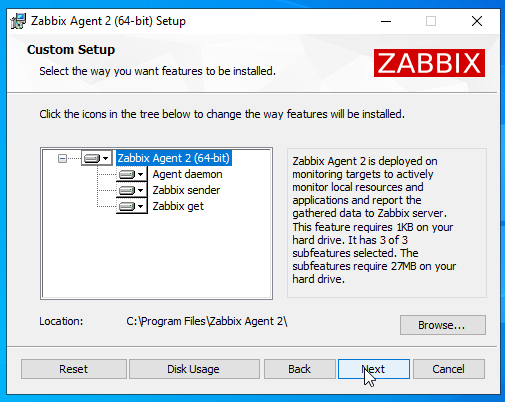 Zabbix Agent 2 (64-bit) Setup
Custom Setup
Select the way you want features to be installed.
ZABBIX
Click the icons in the tree below to change the way features will be installed.
Zabbix Agent 2 (64-bit)
Agent daemon
Zabbix sender
Zabbix get
Zabbix Agent 2 is deployed on
monitoring targets to actively
monitor local resources and
applications and report the
gathered data to Zabbix server.
This feature requires 1KB on your
hard drive. It has 3 of 3
subfeatures selected. The
subfeatures require 27MB on your
hard drive.
Location: C:\Program Files\Zabbix Agent 2\
Browse...
Reset Disk Usage Back Next Cancel